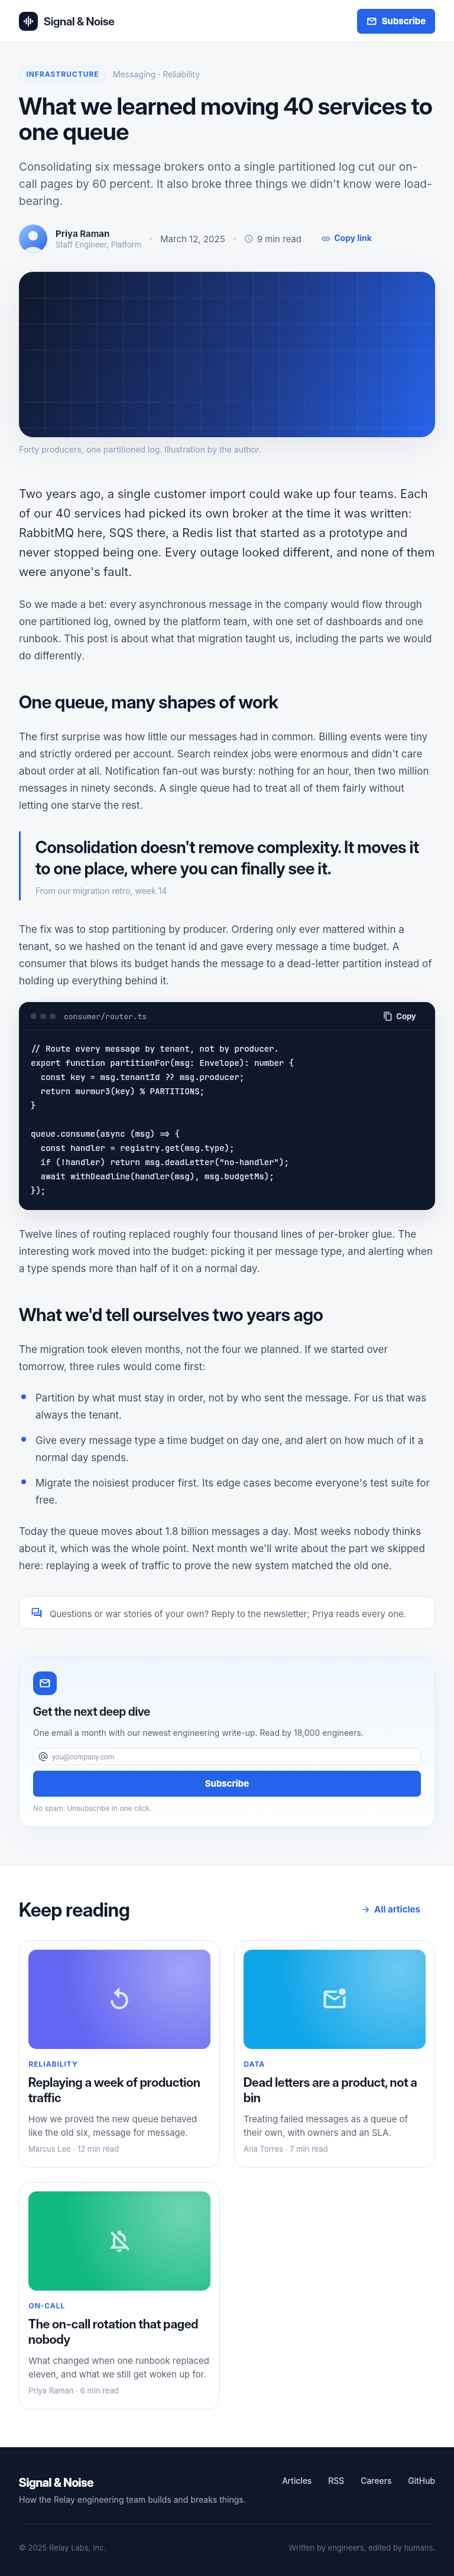 Signal & Noise
Subscribe
INFRASTRUCTURE
Messaging · Reliability
What we learned moving 40 services to
one queue
Consolidating six message brokers onto a single partitioned log cut our on-
call pages by 60 percent. It also broke three things we didn't know were load-
bearing.
Priya Raman
Staff Engineer, Platform
March 12, 2025
9 min read
Copy link
Forty producers, one partitioned log. Illustration by the author.
Two years ago, a single customer import could wake up four teams. Each
of our 40 services had picked its own broker at the time it was written:
RabbitMQ here, SQS there, a Redis list that started as a prototype and
never stopped being one. Every outage looked different, and none of them
were anyone's fault.
So we made a bet: every asynchronous message in the company would flow through
one partitioned log, owned by the platform team, with one set of dashboards and one
runbook. This post is about what that migration taught us, including the parts we would
do differently.
One queue, many shapes of work
The first surprise was how little our messages had in common. Billing events were tiny
and strictly ordered per account. Search reindex jobs were enormous and didn't care
about order at all. Notification fan-out was bursty: nothing for an hour, then two million
messages in ninety seconds. A single queue had to treat all of them fairly without
letting one starve the rest.
Consolidation doesn't remove complexity. It moves it
to one place, where you can finally see it.
From our migration retro, week 14
The fix was to stop partitioning by producer. Ordering only ever mattered within a
tenant, so we hashed on the tenant id and gave every message a time budget. A
consumer that blows its budget hands the message to a dead-letter partition instead of
holding up everything behind it.
consumer/router.ts
Copy
// Route every message by tenant, not by producer.
export function partitionFor(msg: Envelope): number {
  const key = msg.tenantId ?? msg.producer;
  return murmur3(key) % PARTITIONS;
}
queue.consume(async (msg) => {
  const handler = registry.get(msg.type);
  if (!handler) return msg.deadLetter("no-handler");
  await withDeadline(handler(msg), msg.budgetMs);
});
Twelve lines of routing replaced roughly four thousand lines of per-broker glue. The
interesting work moved into the budget: picking it per message type, and alerting when
a type spends more than half of it on a normal day.
What we'd tell ourselves two years ago
The migration took eleven months, not the four we planned. If we started over
tomorrow, three rules would come first:
Partition by what must stay in order, not by who sent the message. For us that was
always the tenant.
Give every message type a time budget on day one, and alert on how much of it a
normal day spends.
Migrate the noisiest producer first. Its edge cases become everyone's test suite for
free.
Today the queue moves about 1.8 billion messages a day. Most weeks nobody thinks
about it, which was the whole point. Next month we'll write about the part we skipped
here: replaying a week of traffic to prove the new system matched the old one.
Questions or war stories of your own? Reply to the newsletter; Priya reads every one.
Get the next deep dive
One email a month with our newest engineering write-up. Read by 18,000 engineers.
you@company.com
Subscribe
No spam. Unsubscribe in one click.
Keep reading
All articles
RELIABILITY
Replaying a week of production
traffic
How we proved the new queue behaved
like the old six, message for message.
Marcus Lee · 12 min read
DATA
Dead letters are a product, not a
bin
Treating failed messages as a queue of
their own, with owners and an SLA.
Ana Torres · 7 min read
ON-CALL
The on-call rotation that paged
nobody
What changed when one runbook replaced
eleven, and what we still get woken up for.
Priya Raman · 6 min read
Signal & Noise
How the Relay engineering team builds and breaks things.
Articles
RSS
Careers
GitHub
© 2025 Relay Labs, Inc.
Written by engineers, edited by humans.